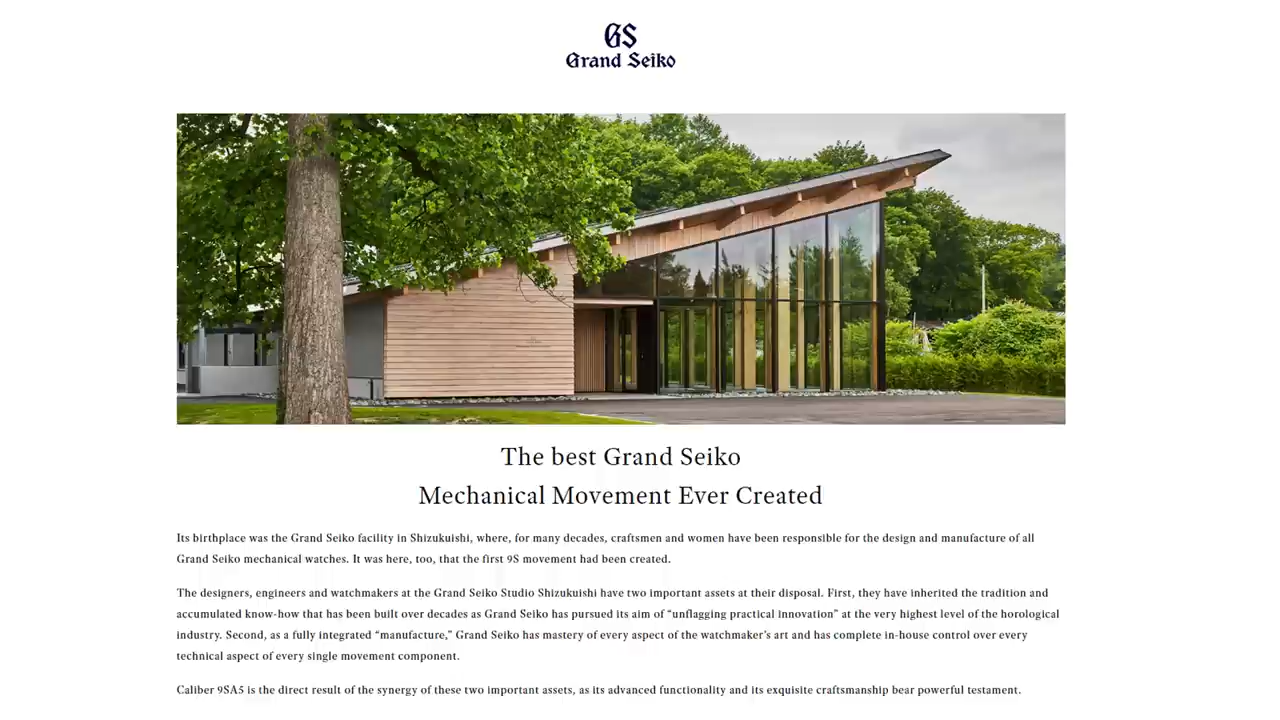 GS
Grand Seiko
The best Grand Seiko
Mechanical Movement Ever Created
Its birthplace was the Grand Seiko facility in Shizukuishi, where, for many decades, craftsmen and women have been responsible for the design and manufacture of all
Grand Seiko mechanical watches. It was here, too, that the first 9S movement had been created.
The designers, engineers and watchmakers at the Grand Seiko Studio Shizukuishi have two important assets at their disposal. First, they have inherited the tradition and
accumulated know-how that has been built over decades as Grand Seiko has pursued its aim of “unflagging practical innovation” at the very highest level of the horological
industry. Second, as a fully integrated “manufacture,” Grand Seiko has mastery of every aspect of the watchmaker’s art and has complete in-house control over every
technical aspect of every single movement component.
Caliber 9SA5 is the direct result of the synergy of these two important assets, as its advanced functionality and its exquisite craftsmanship bear powerful testament.